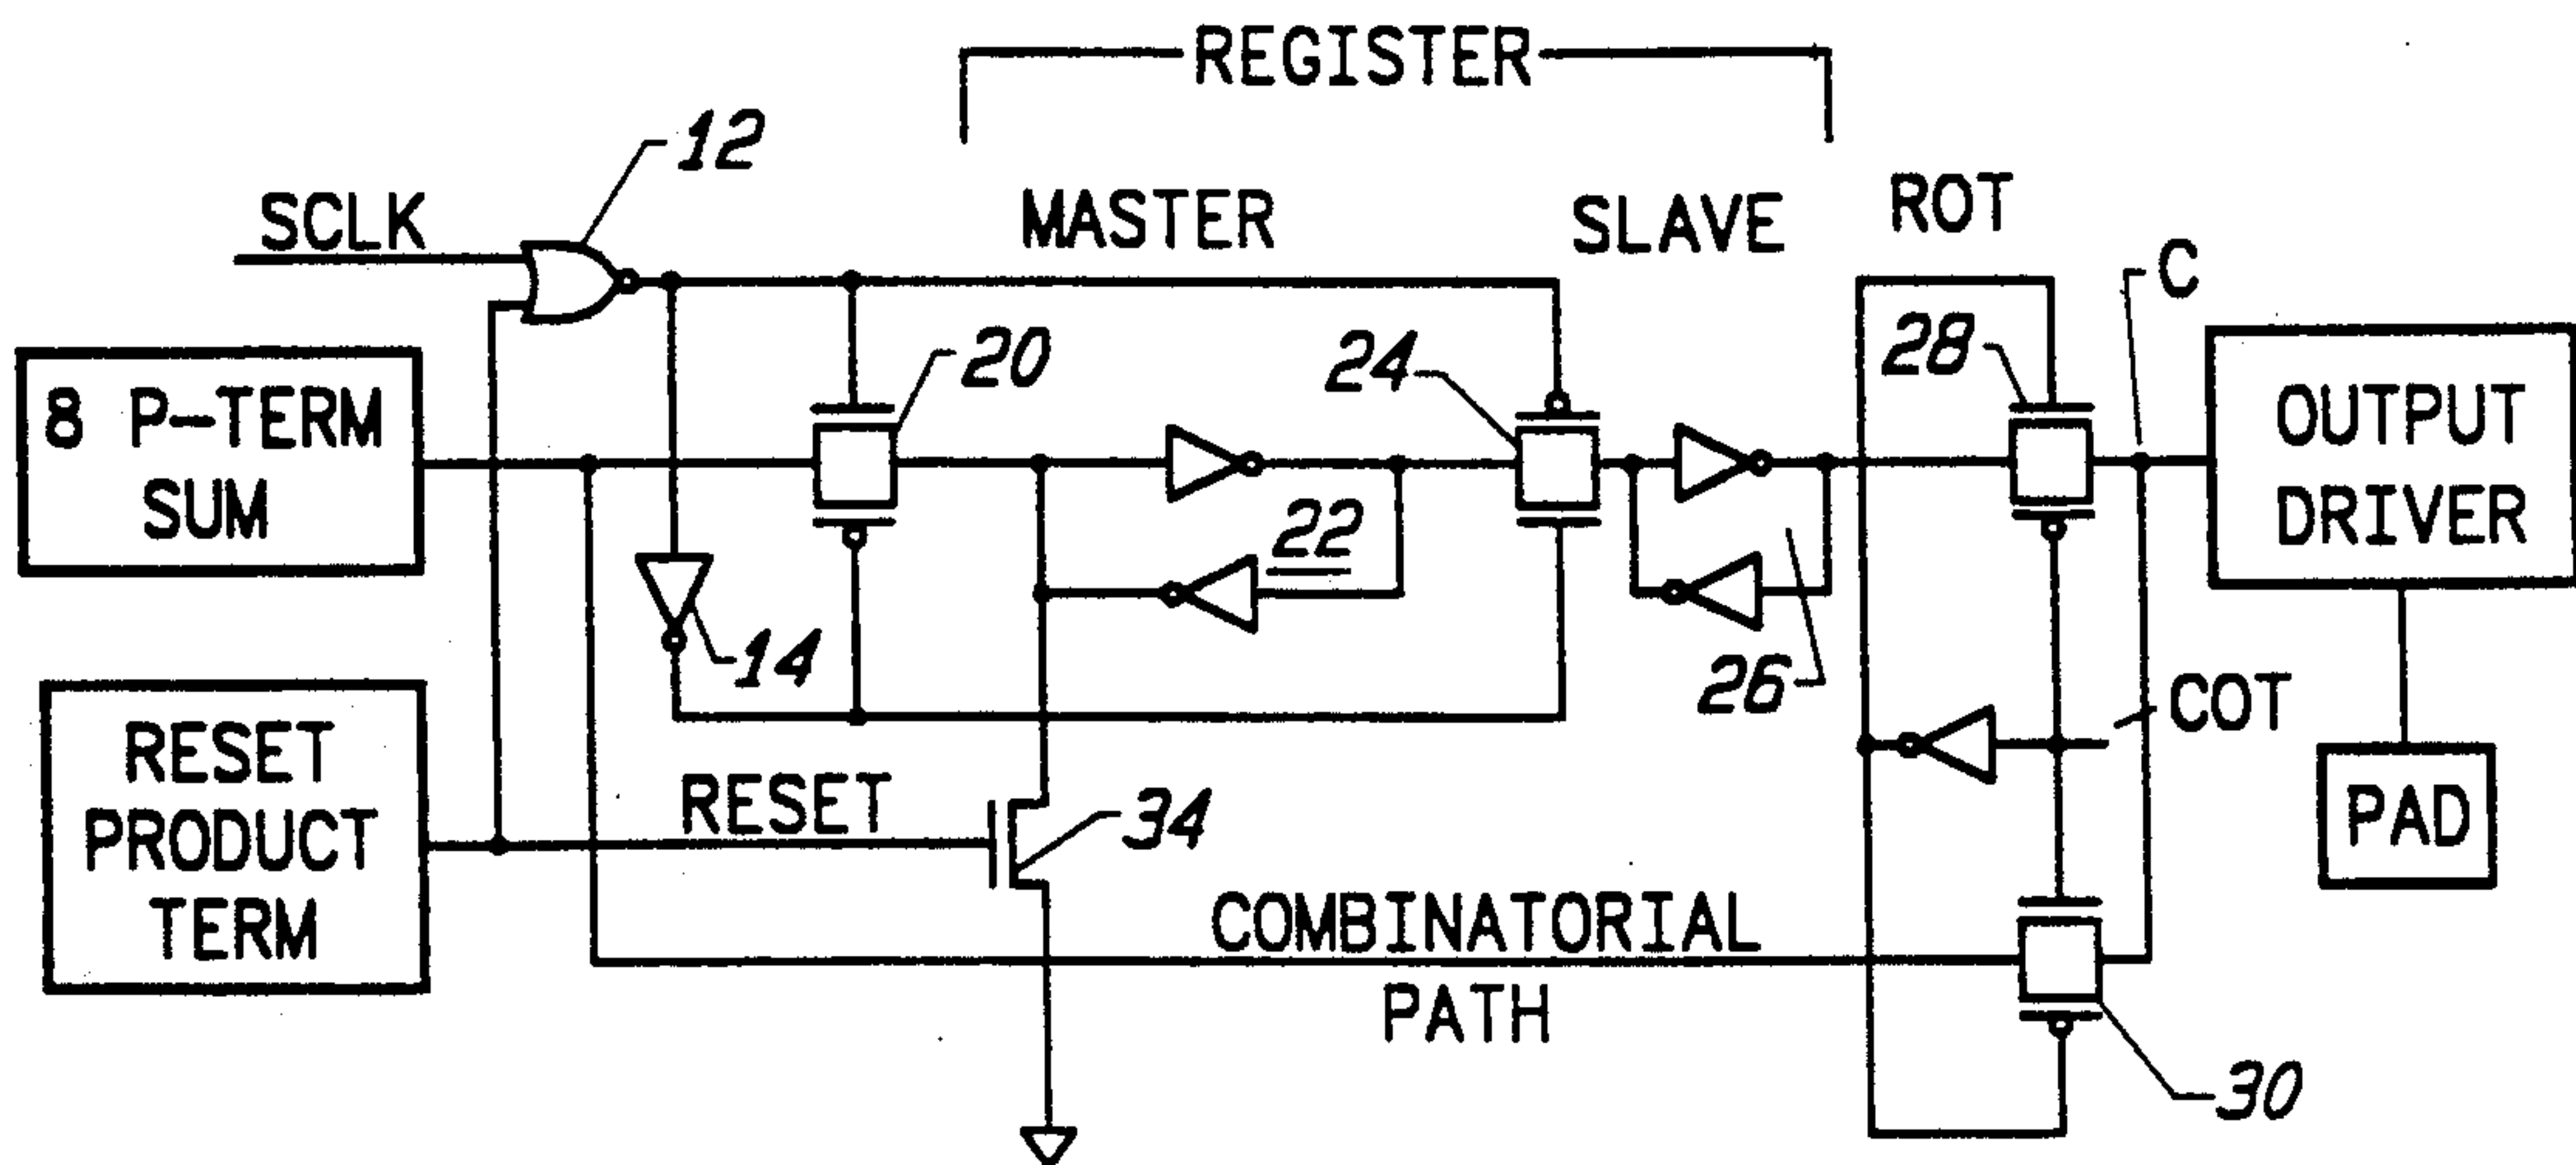 REGISTER
12
SCLK
MASTER
SLAVE
ROT
C
20
24
28
8 P-TERM
SUM
OUTPUT
DRIVER
22
14
26
COT
RESET
PRODUCT
TERM
RESET
34
PAD
COMBINATORIAL
PATH
30